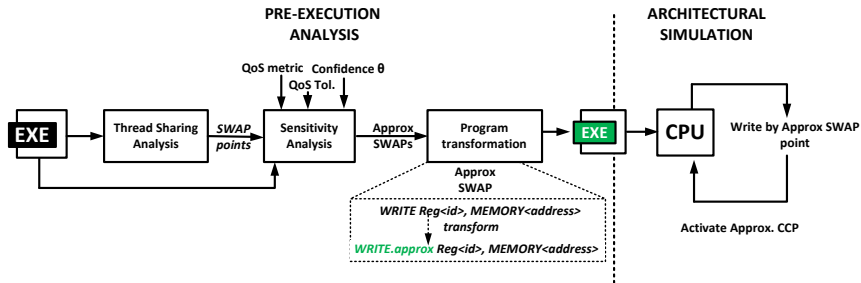 PRE-EXECUTION
ANALYSIS
ARCHITECTURAL
SIMULATION
QoS metric
Confidence θ
QoS Tol.
EXE
Thread Sharing
Analysis
SWAP
points
Sensitivity
Analysis
Approx
SWAPs
Program
transformation
EXE
CPU
Write by Approx SWAP
point
Approx
SWAP
WRITE Reg<id>, MEMORY<address>
transform
WRITE.approx Reg<id>, MEMORY<address>
Activate Approx. CCP